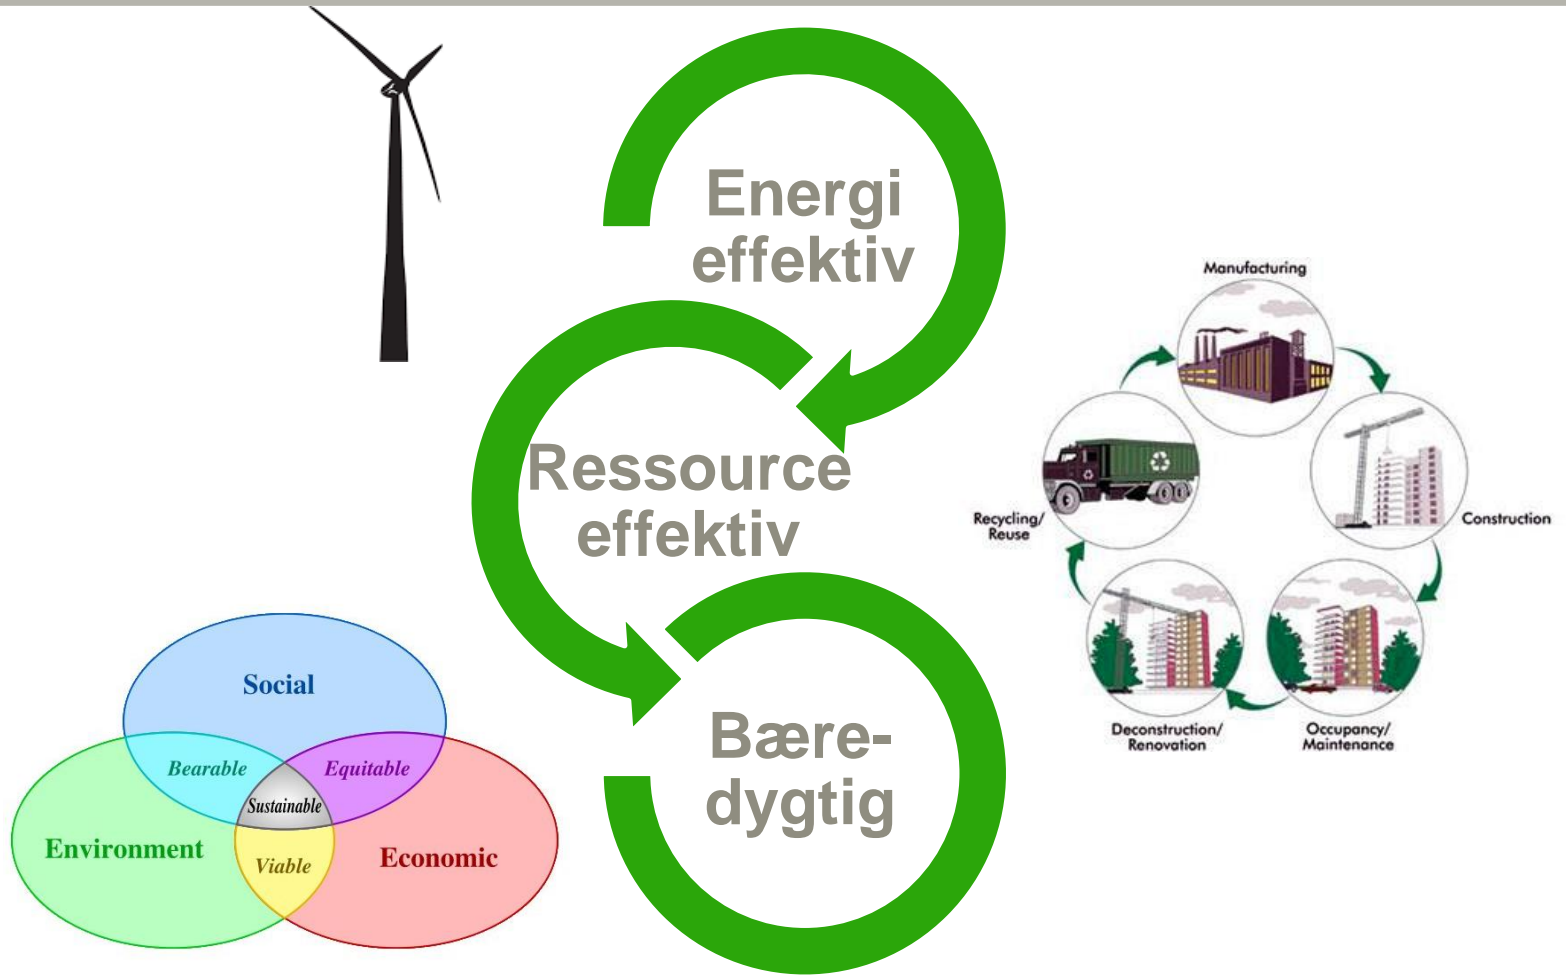 Energi
effektiv
Ressource
effektiv
Bære-
dygtig
Manufacturing
Construction
Occupancy/
Maintenance
Deconstruction/
Renovation
Recycling/
Reuse
Social
Bearable
Equitable
Sustainable
Environment
Viable
Economic